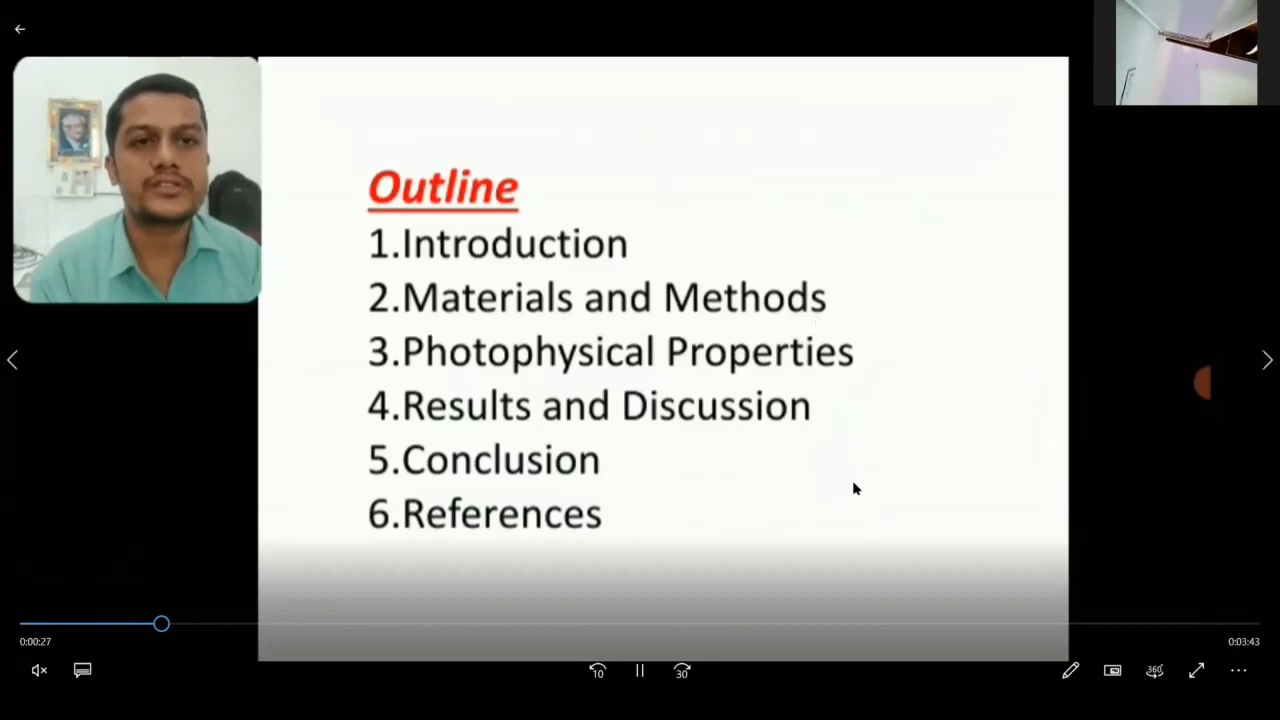 Outline
1.Introduction
2.Materials and Methods
3.Photophysical Properties
4.Results and Discussion
5.Conclusion
6.References
0:00:27
0:03:43
10
30
360